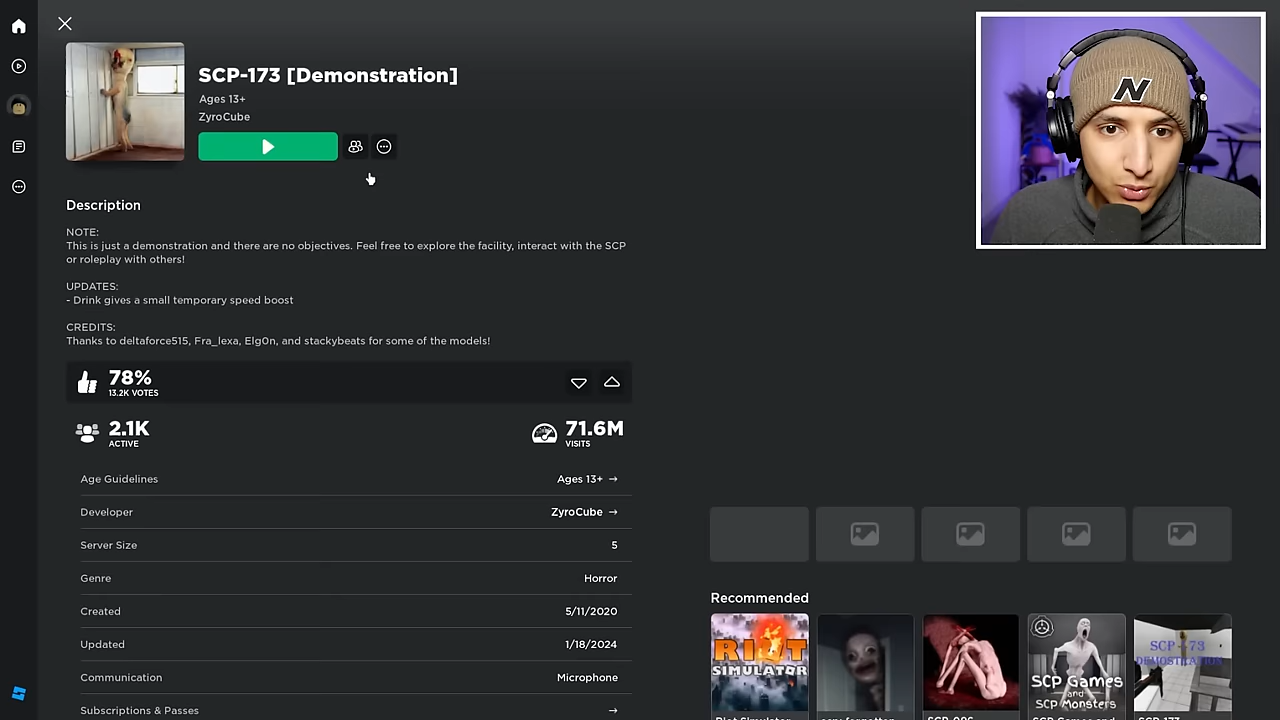 SCP-173 [Demonstration]
Ages 13+
ZyroCube
Description
NOTE:
This is just a demonstration and there are no objectives. Feel free to explore the facility, interact with the SCP
or roleplay with others!
UPDATES:
- Drink gives a small temporary speed boost
CREDITS:
Thanks to deltaforce515, Fra_lexa, Elg0n, and stackybeats for some of the models!
78%
13.2K VOTES
2.1K
ACTIVE
71.6M
VISITS
Age Guidelines
Ages 13+ →
Developer
ZyroCube →
Server Size
5
Genre
Horror
Created
5/11/2020
Updated
1/18/2024
Communication
Microphone
Subscriptions & Passes
→
N
Recommended
RIOT
SIMULATOR
SCP Games
and
SCP Monsters